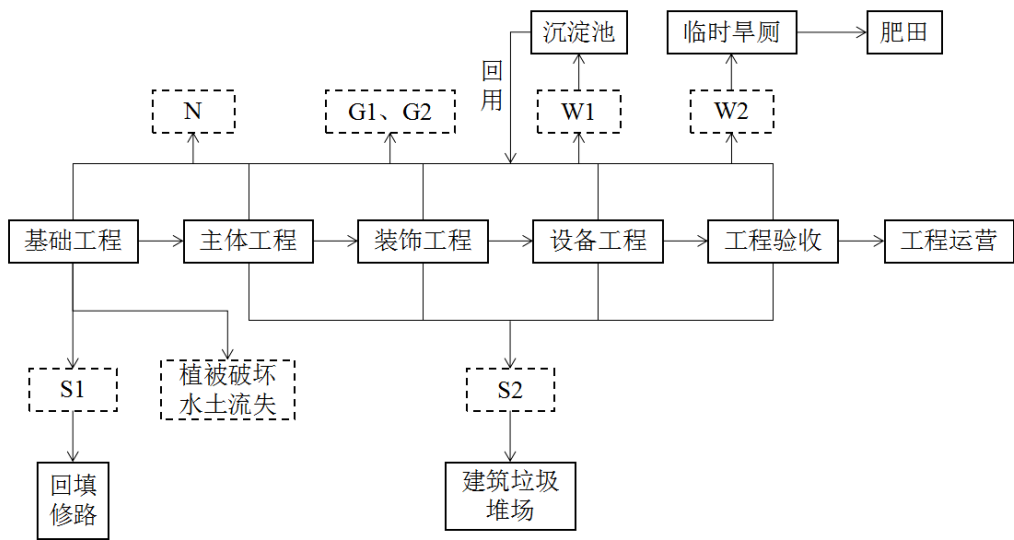 沉淀池
临时旱厕
肥田
回
用
N
G1、G2
W1
W2
基础工程
主体工程
装饰工程
设备工程
工程验收
工程运营
S1
植被破坏
水土流失
S2
回填
修路
建筑垃圾
堆场